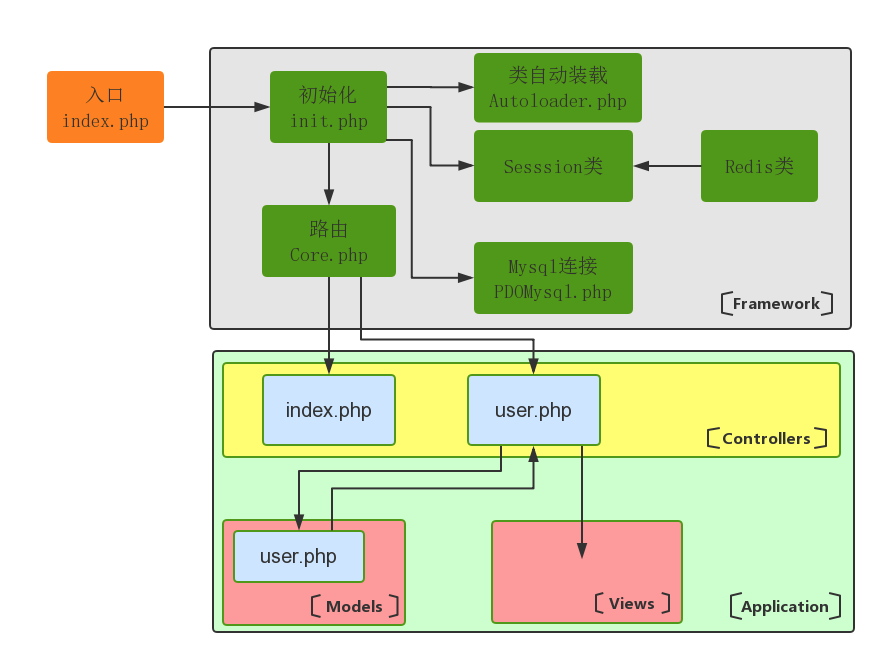 入口
index.php
初始化
init.php
类自动装载
Autoloader.php
Sesssion类
Redis类
路由
Core.php
Mysql连接
PDOMysql.php
Framework
index.php
user.php
Controllers
user.php
Models
Views
Application